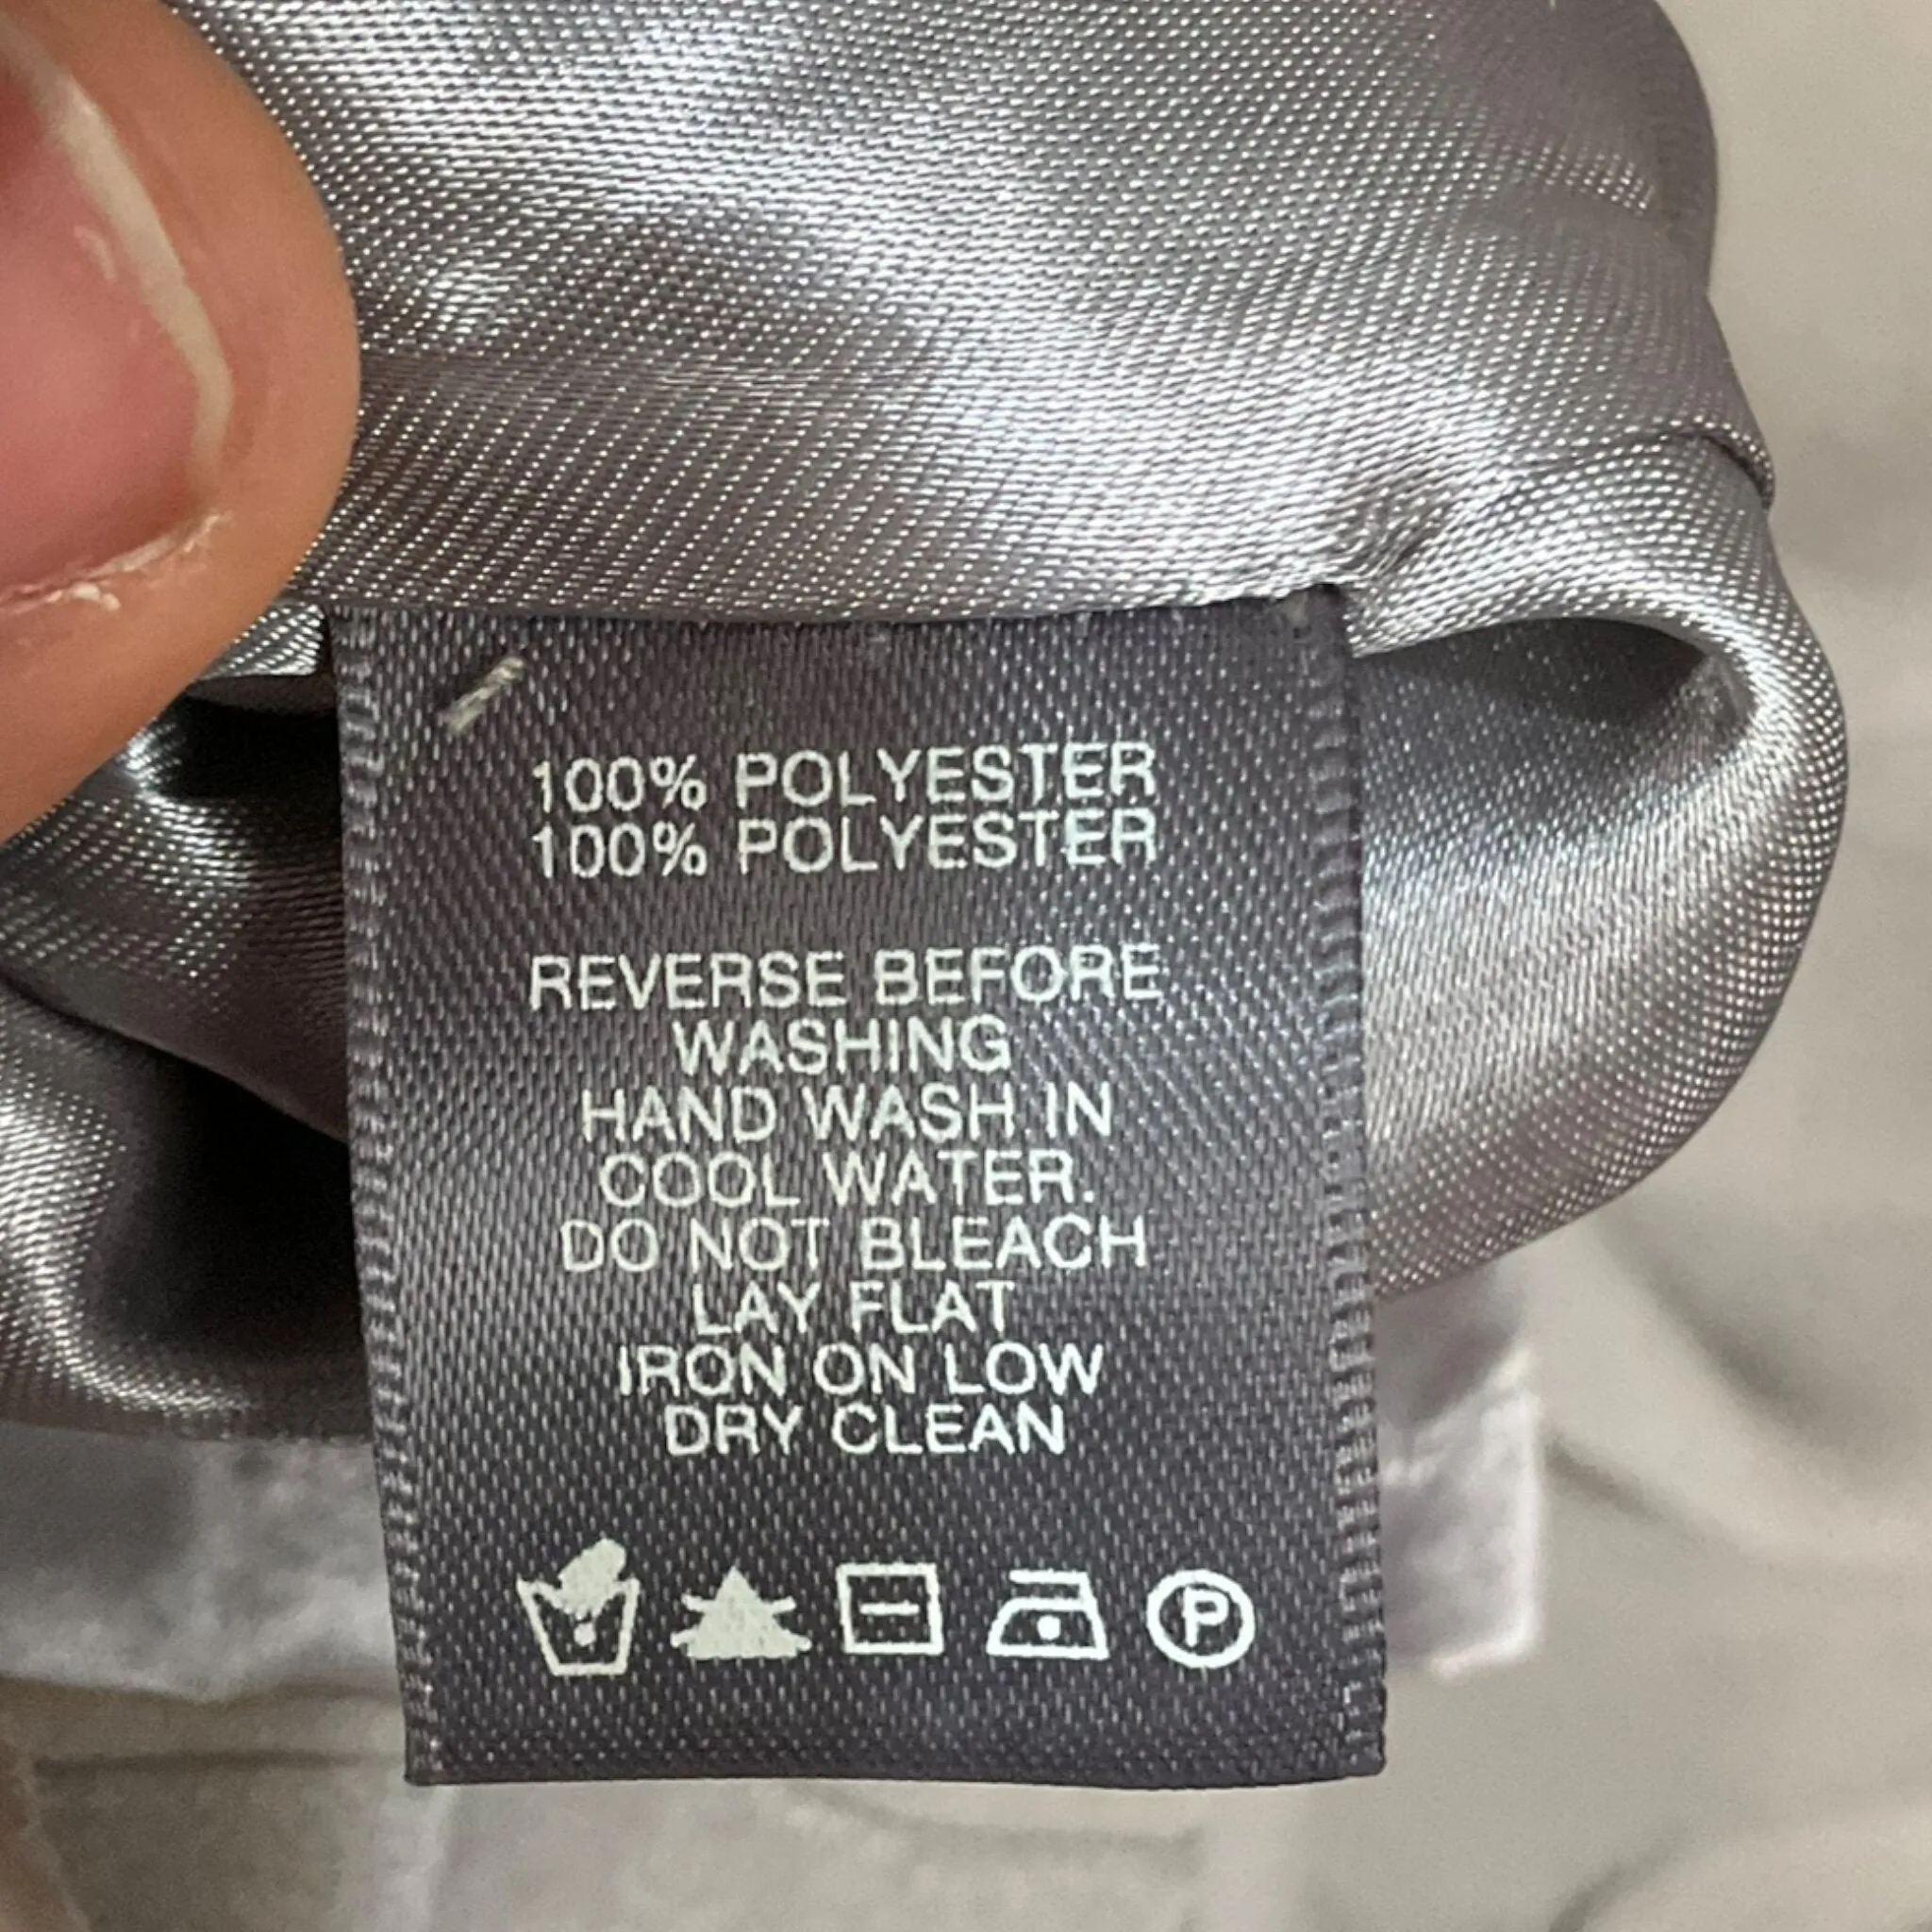 100% POLYESTER
100% POLYESTER
REVERSE BEFORE
WASHING
HAND WASH IN
COOL WATER.
DO NOT BLEACH
LAY FLAT
IRON ON LOW
DRY CLEAN
P